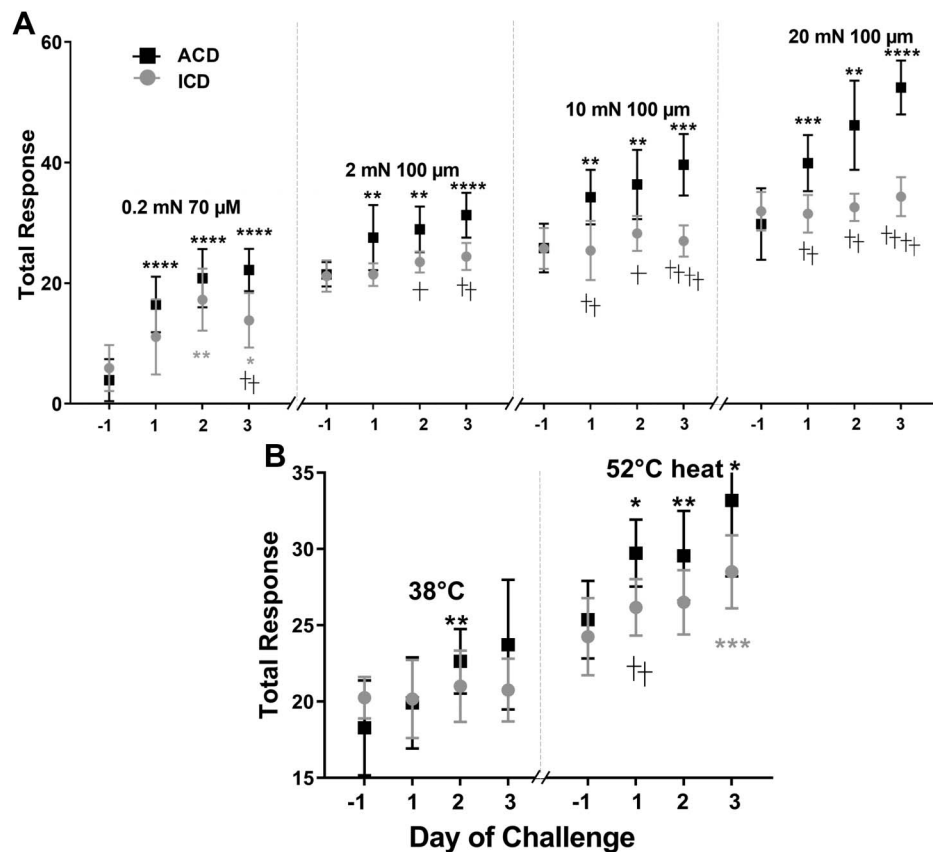 A
60
40
20
0
Total Response
ACD
ICD
0.2 mN 70 µM
**** **** ****
** *
††
2 mN 100 µm
** ** ****
† ††
10 mN 100 µm
** ** ***
†† † ††††
20 mN 100 µm
*** ** ****
†† †† ††††
-1 1 2 3 -1 1 2 3 -1 1 2 3 -1 1 2 3
B
35
30
25
20
15
Total Response
38°C
**
52°C heat *
* **
***
††
-1 1 2 3 -1 1 2 3
Day of Challenge